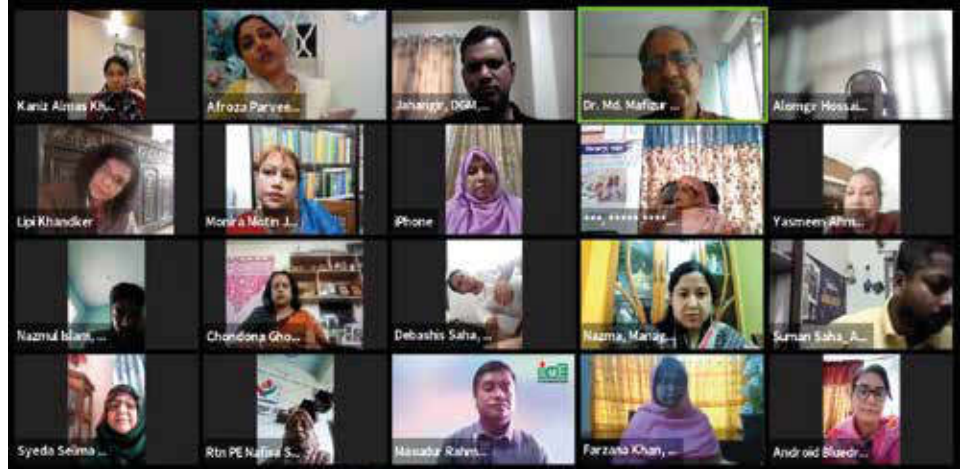 Kaniz Almas Kh...
Afroza Parvee...
Jahangir, DGM,...
Dr. Md. Mafizur ...
Alomgir Hossai...
Lipi Khandker
Monira Matin J...
iPhone
Yasmeen Ahm...
Nazmul Islam, ...
Chondona Gho...
Debashis Saha, ...
Nazma, Manag...
Suman Saha, A...
Syeda Selima ...
Rtn PE Nafisa S...
Masudur Rahm...
Farzana Khan, ...
Android Bluedr...